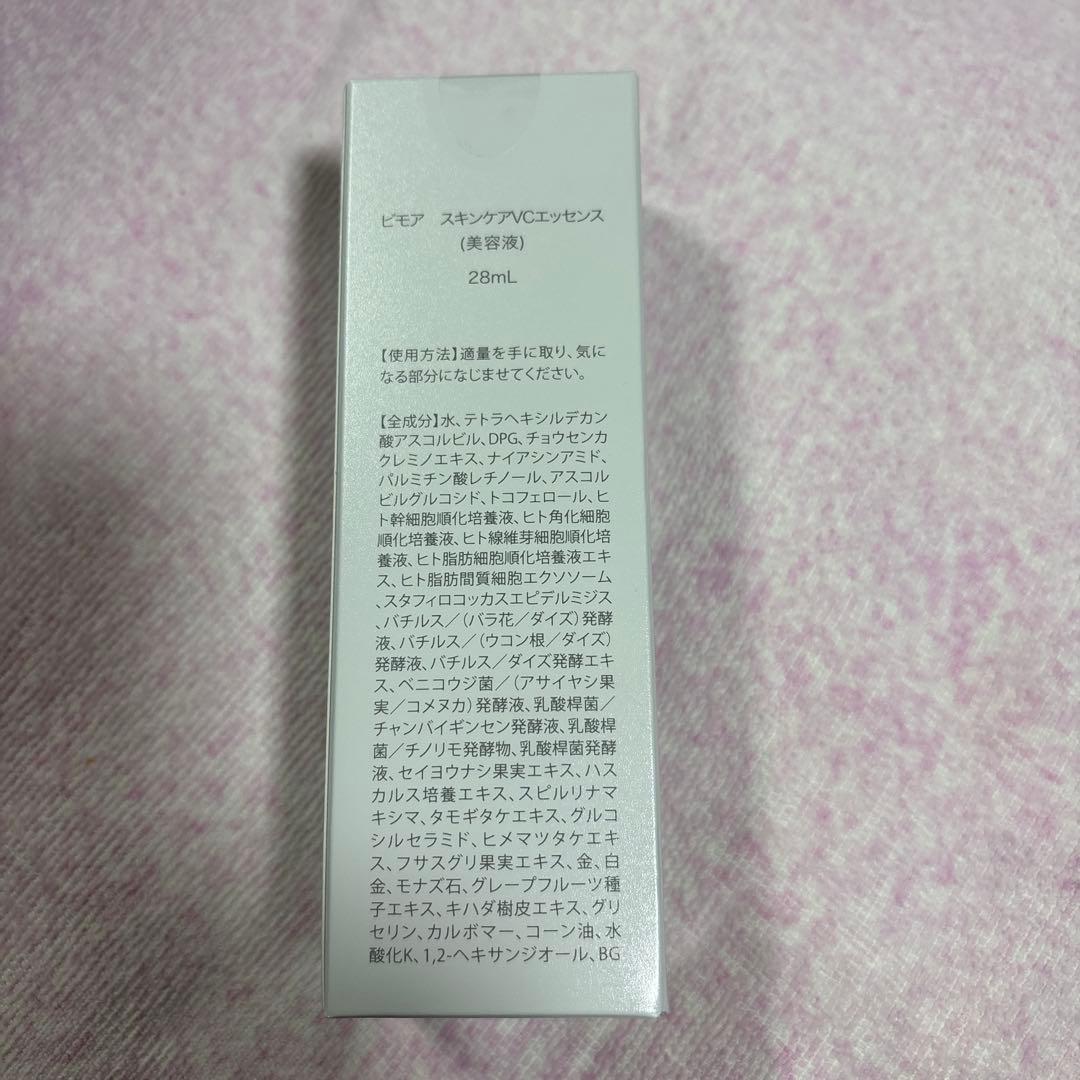 ビモア　スキンケアVCエッセンス
(美容液)
28mL
【使用方法】適量を手に取り、気に
なる部分になじませてください。
【全成分】水、テトラヘキシルデカン
酸アスコルビル、DPG、チョウセンカ
クレミノエキス、ナイアシンアミド、
パルミチン酸レチノール、アスコル
ビルグルコシド、トコフェロール、ヒ
ト幹細胞順化培養液、ヒト角化細胞
順化培養液、ヒト線維芽細胞順化培
養液、ヒト脂肪細胞順化培養液エキ
ス、ヒト脂肪間質細胞エクソソーム
、スタフィロコッカスエピデルミジス
、バチルス／（バラ花／ダイズ）発酵
液、バチルス／（ウコン根／ダイズ）
発酵液、バチルス／ダイズ発酵エキ
ス、ベニコウジ菌／（アサイヤシ果
実／コメヌカ）発酵液、乳酸桿菌／
チャンバイギンセン発酵液、乳酸桿
菌／チノリモ発酵物、乳酸桿菌発酵
液、セイヨウナシ果実エキス、ハス
カルス培養エキス、スピルリナマ
キシマ、タモギタケエキス、グルコ
シルセラミド、ヒメマツタケエキ
ス、フサスグリ果実エキス、金、白
金、モナズ石、グレープフルーツ種
子エキス、キハダ樹皮エキス、グリ
セリン、カルボマー、コーン油、水
酸化K、1,2-ヘキサンジオール、BG